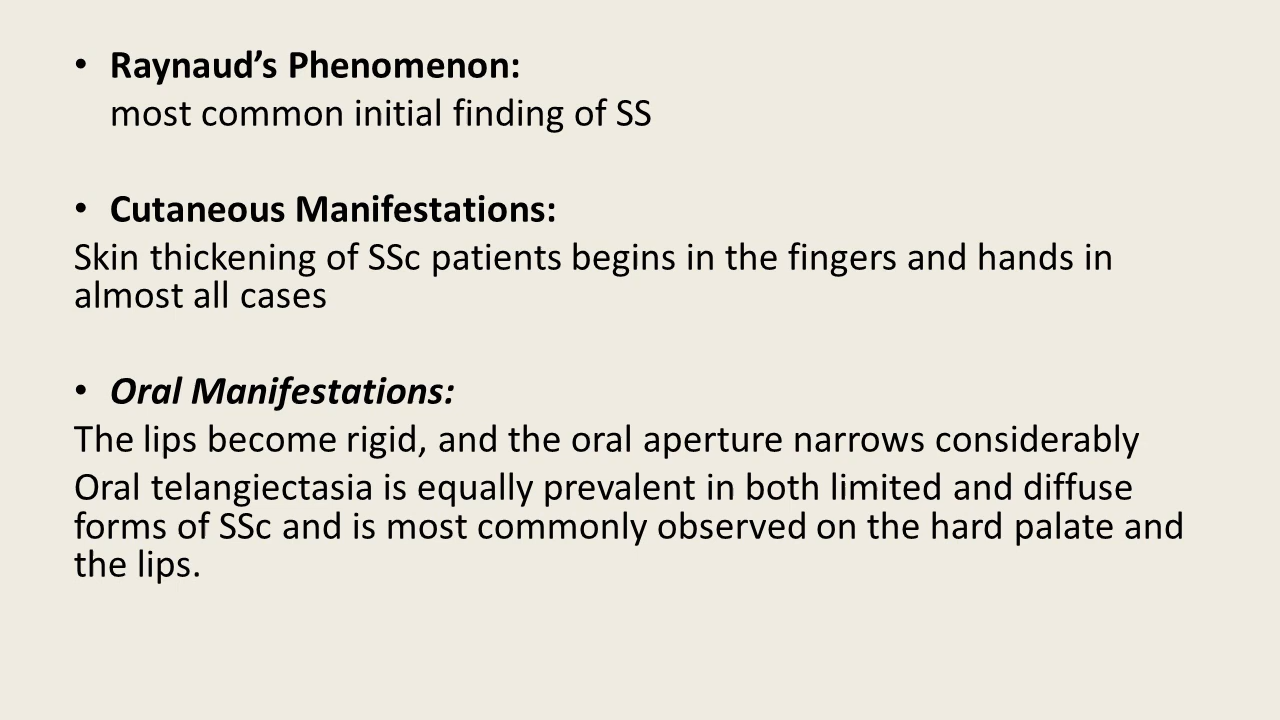 • Raynaud’s Phenomenon:
most common initial finding of SS
• Cutaneous Manifestations:
Skin thickening of SSc patients begins in the fingers and hands in
almost all cases
• Oral Manifestations:
The lips become rigid, and the oral aperture narrows considerably
Oral telangiectasia is equally prevalent in both limited and diffuse
forms of SSc and is most commonly observed on the hard palate and
the lips.